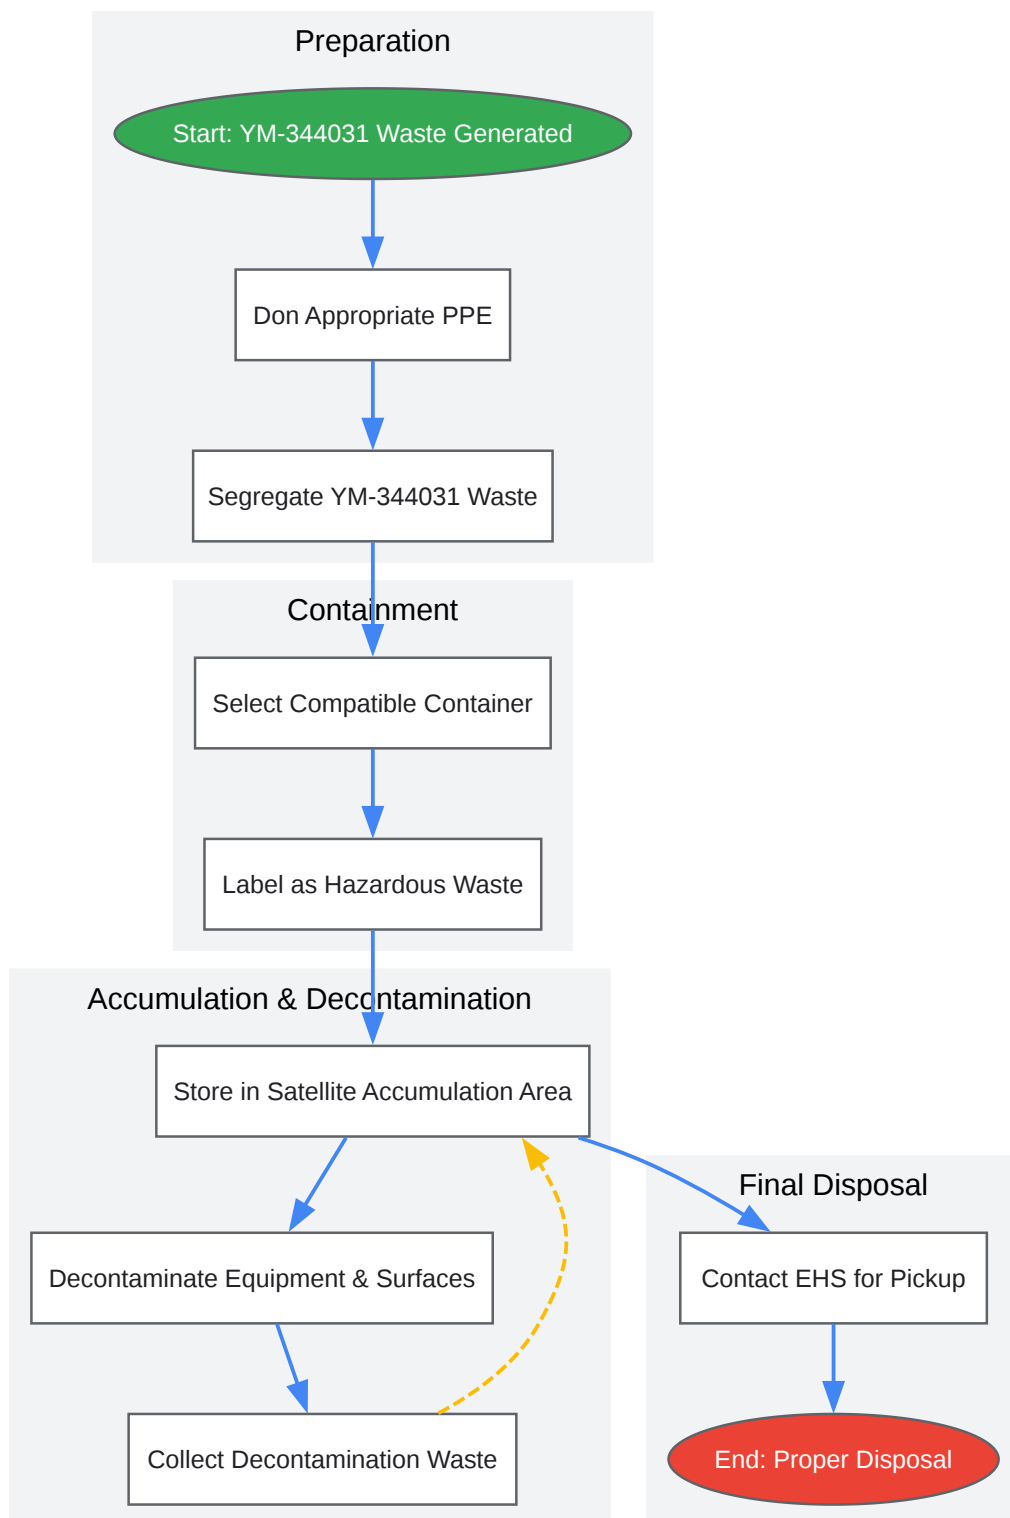 Preparation
Start: YM-344031 Waste Generated
Don Appropriate PPE
Segregate YM-344031 Waste
Containment
Select Compatible Container
Label as Hazardous Waste
Accumulation & Decontamination
Store in Satellite Accumulation Area
Decontaminate Equipment & Surfaces
Collect Decontamination Waste
Final Disposal
Contact EHS for Pickup
End: Proper Disposal